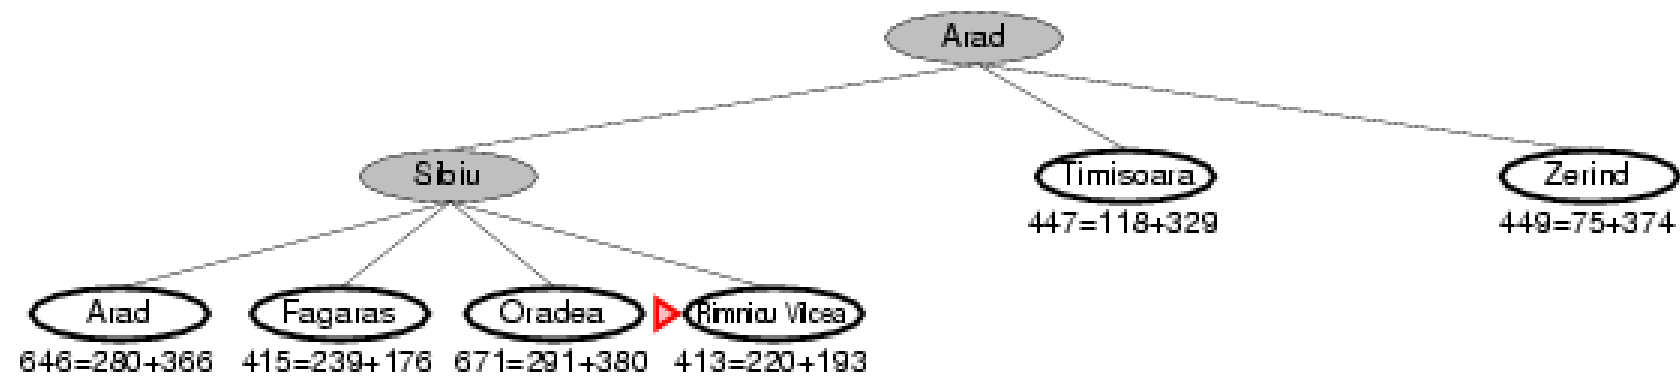 Arad
Sibiu
Timisoara
Zerind
447=118+329
449=75+374
Arad
Fagaras
Oradea
Rimnicu Vilcea
646=280+366
415=239+176
671=291+380
413=220+193